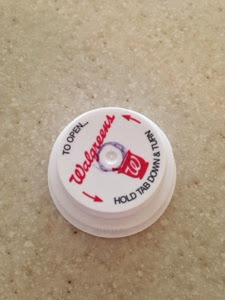 TO OPEN...
Walgreens
W
HOLD TAB DOWN & TURN